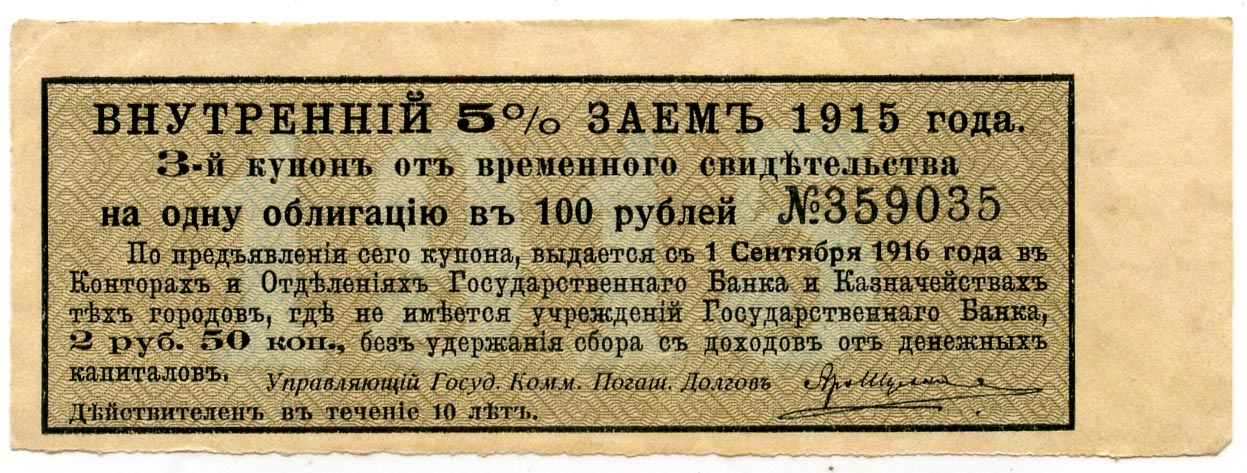 ВНУТРЕННІЙ 5% ЗАЕМЪ 1915 года.
3-й купонъ отъ временного свидѣтельства
на одну облигацію въ 100 рублей №359035
По предъявленіи сего купона, выдается съ 1 Сентября 1916 года въ
Конторахъ и Отдѣленіяхъ Государственнаго Банка и Казначействахъ
тѣхъ городовъ, гдѣ не имѣется учрежденій Государственнаго Банка,
2 руб. 50 коп., безъ удержанія сбора съ доходовъ отъ денежныхъ
капиталовъ.
Управляющій Госуд. Комм. Погаш. Долговъ
Дѣйствителенъ въ теченіе 10 лѣтъ.